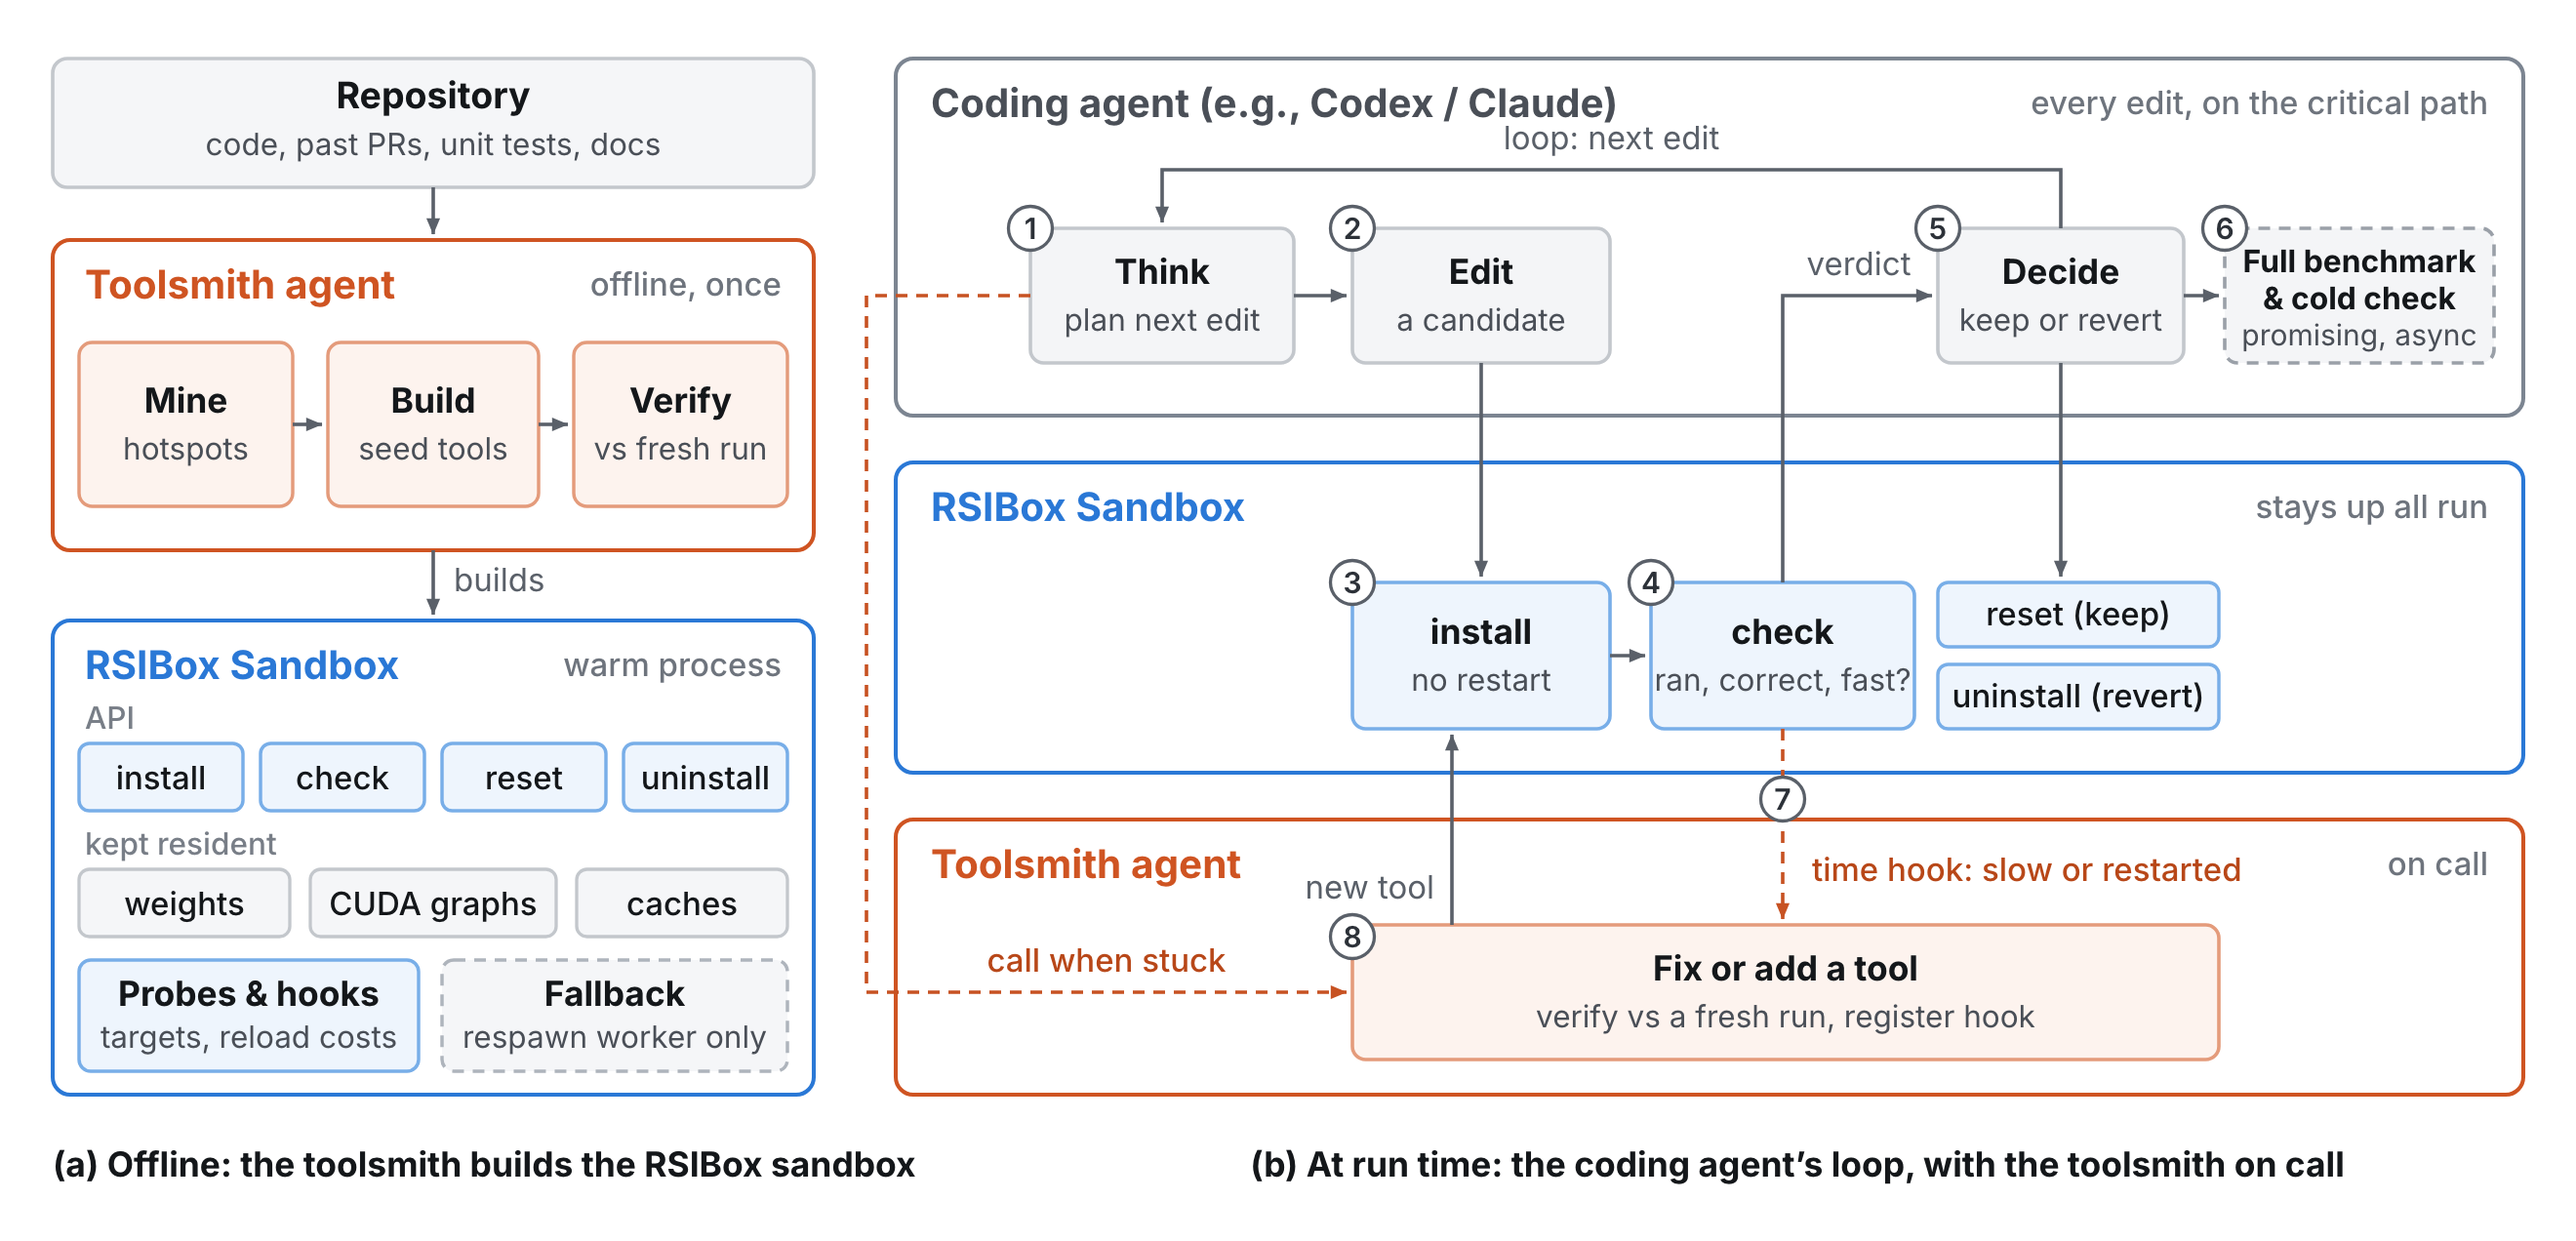 Repository
code, past PRs, unit tests, docs
Toolsmith agent
offline, once
Mine
hotspots
Build
seed tools
Verify
vs fresh run
builds
RSIBox Sandbox
warm process
API
install
check
reset
uninstall
kept resident
weights
CUDA graphs
caches
Probes & hooks
targets, reload costs
Fallback
respawn worker only
(a) Offline: the toolsmith builds the RSIBox sandbox
Coding agent (e.g., Codex / Claude)
every edit, on the critical path
loop: next edit
1
Think
plan next edit
2
Edit
a candidate
verdict
5
Decide
keep or revert
6
Full benchmark
& cold check
promising, async
RSIBox Sandbox
stays up all run
3
install
no restart
4
check
ran, correct, fast?
reset (keep)
uninstall (revert)
7
Toolsmith agent
on call
time hook: slow or restarted
new tool
call when stuck
8
Fix or add a tool
verify vs a fresh run, register hook
(b) At run time: the coding agent’s loop, with the toolsmith on call